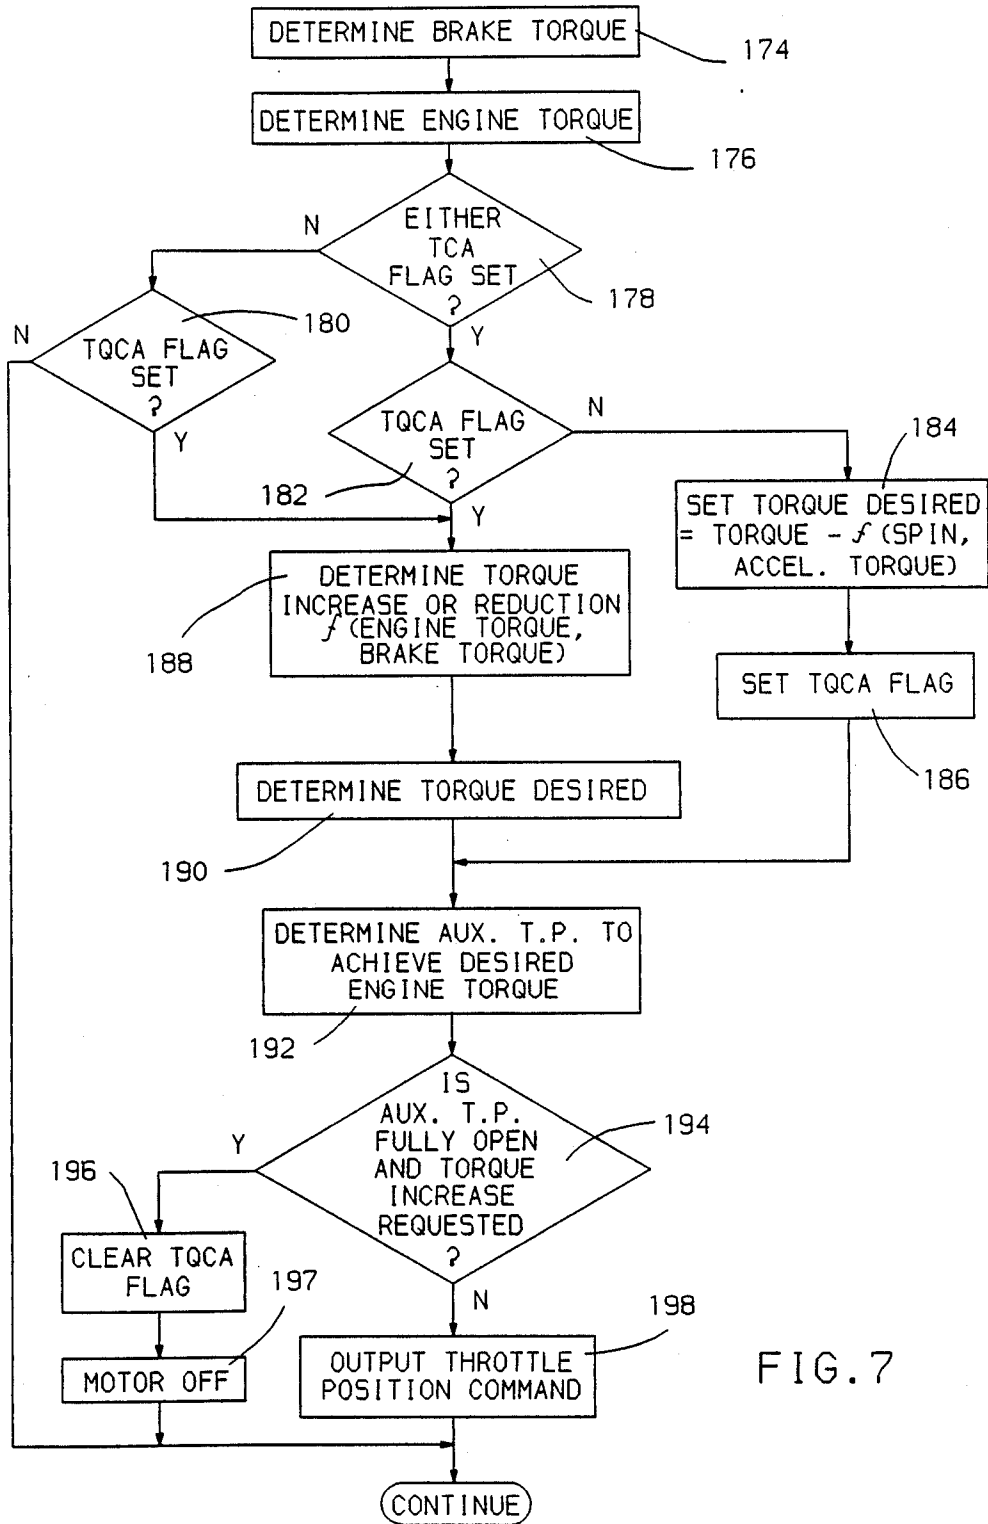 DETERMINE BRAKE TORQUE
174
DETERMINE ENGINE TORQUE
176
N
EITHER
TCA
FLAG SET
?
178
Y
180
N
TQCA FLAG
SET
?
Y
TQCA FLAG
SET
?
182
N
Y
184
SET TORQUE DESIRED
= TORQUE - f (SPIN,
ACCEL. TORQUE)
DETERMINE TORQUE
INCREASE OR REDUCTION
f (ENGINE TORQUE,
BRAKE TORQUE)
188
SET TQCA FLAG
186
DETERMINE TORQUE DESIRED
190
DETERMINE AUX. T.P. TO
ACHIEVE DESIRED
ENGINE TORQUE
192
IS
AUX. T.P.
FULLY OPEN
AND TORQUE
INCREASE
REQUESTED
?
194
Y
N
196
CLEAR TQCA
FLAG
197
MOTOR OFF
198
OUTPUT THROTTLE
POSITION COMMAND
FIG.7
CONTINUE